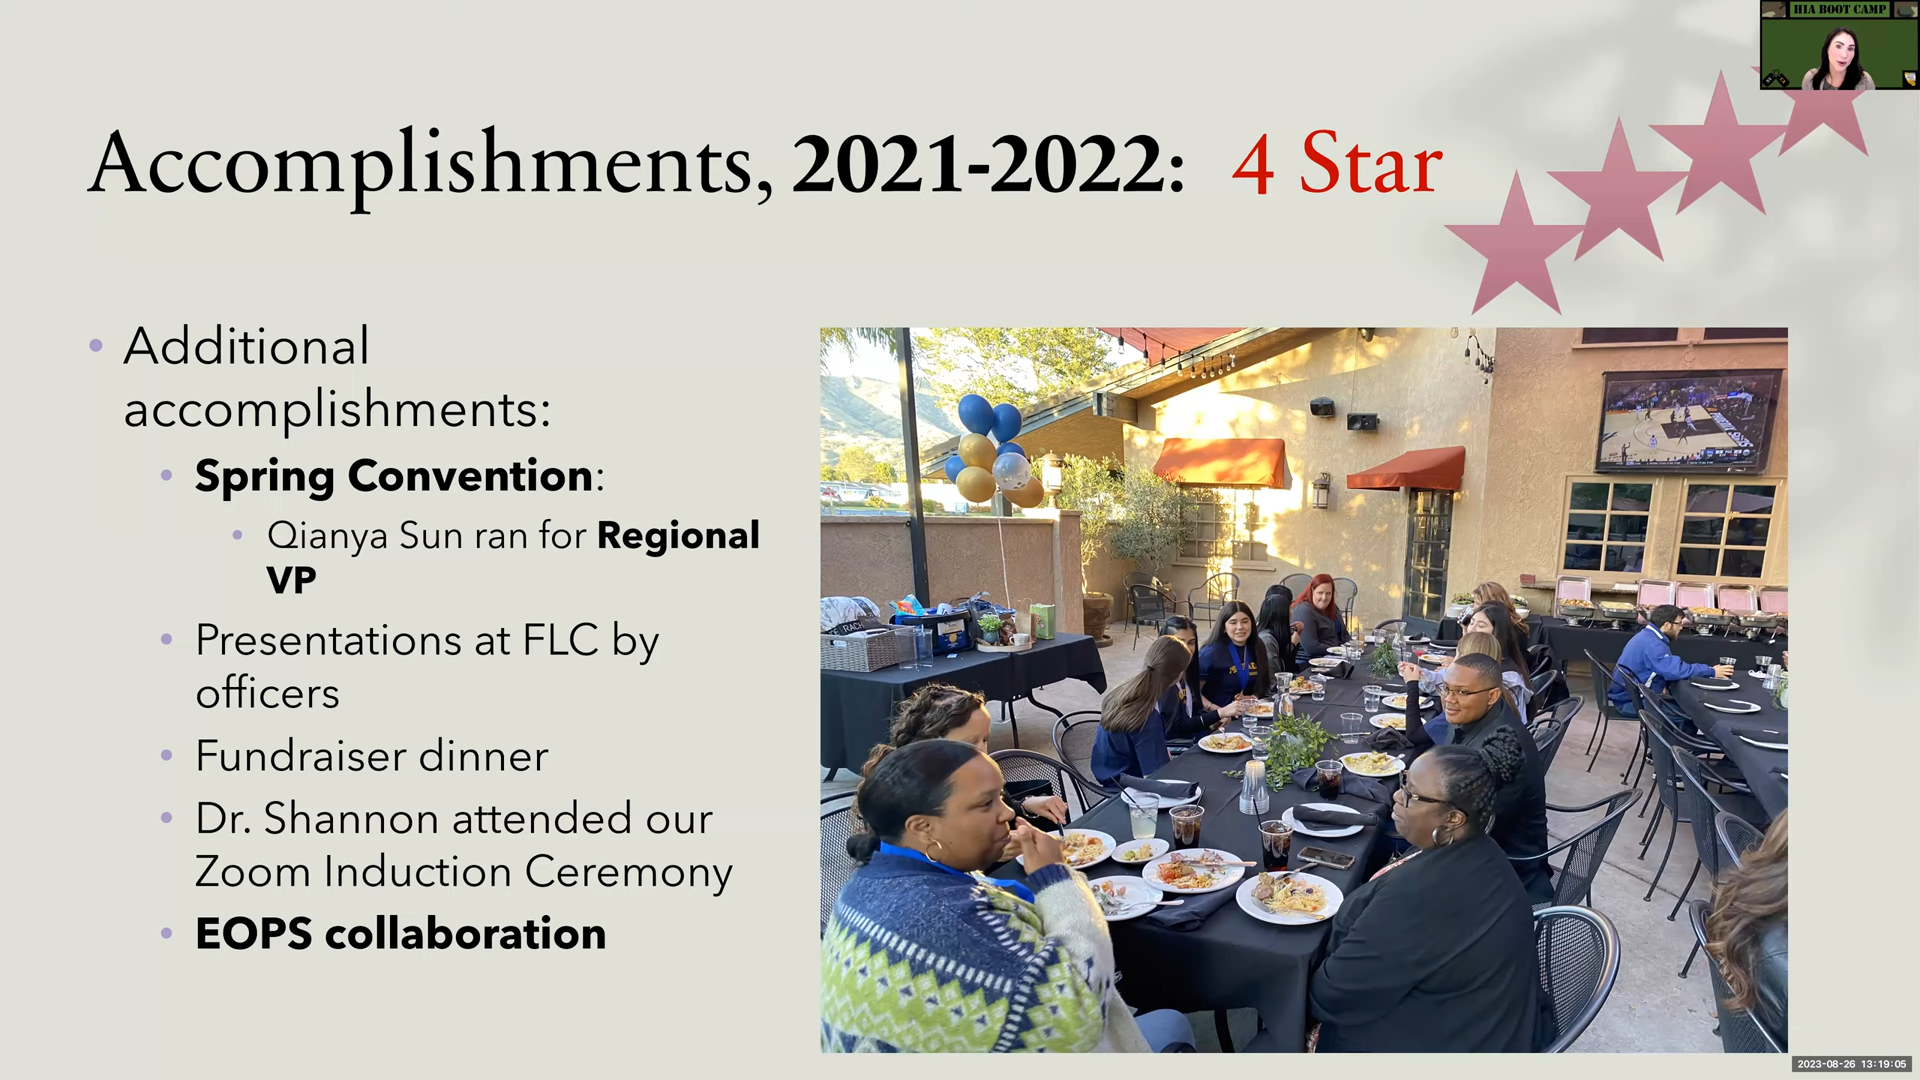 HIA BOOT CAMP
Accomplishments, 2021-2022: 4 Star
Additional
accomplishments:
Spring Convention:
Qianya Sun ran for Regional
VP
Presentations at FLC by
officers
Fundraiser dinner
Dr. Shannon attended our
Zoom Induction Ceremony
EOPS collaboration
RACH
2023-08-26 13:19:05